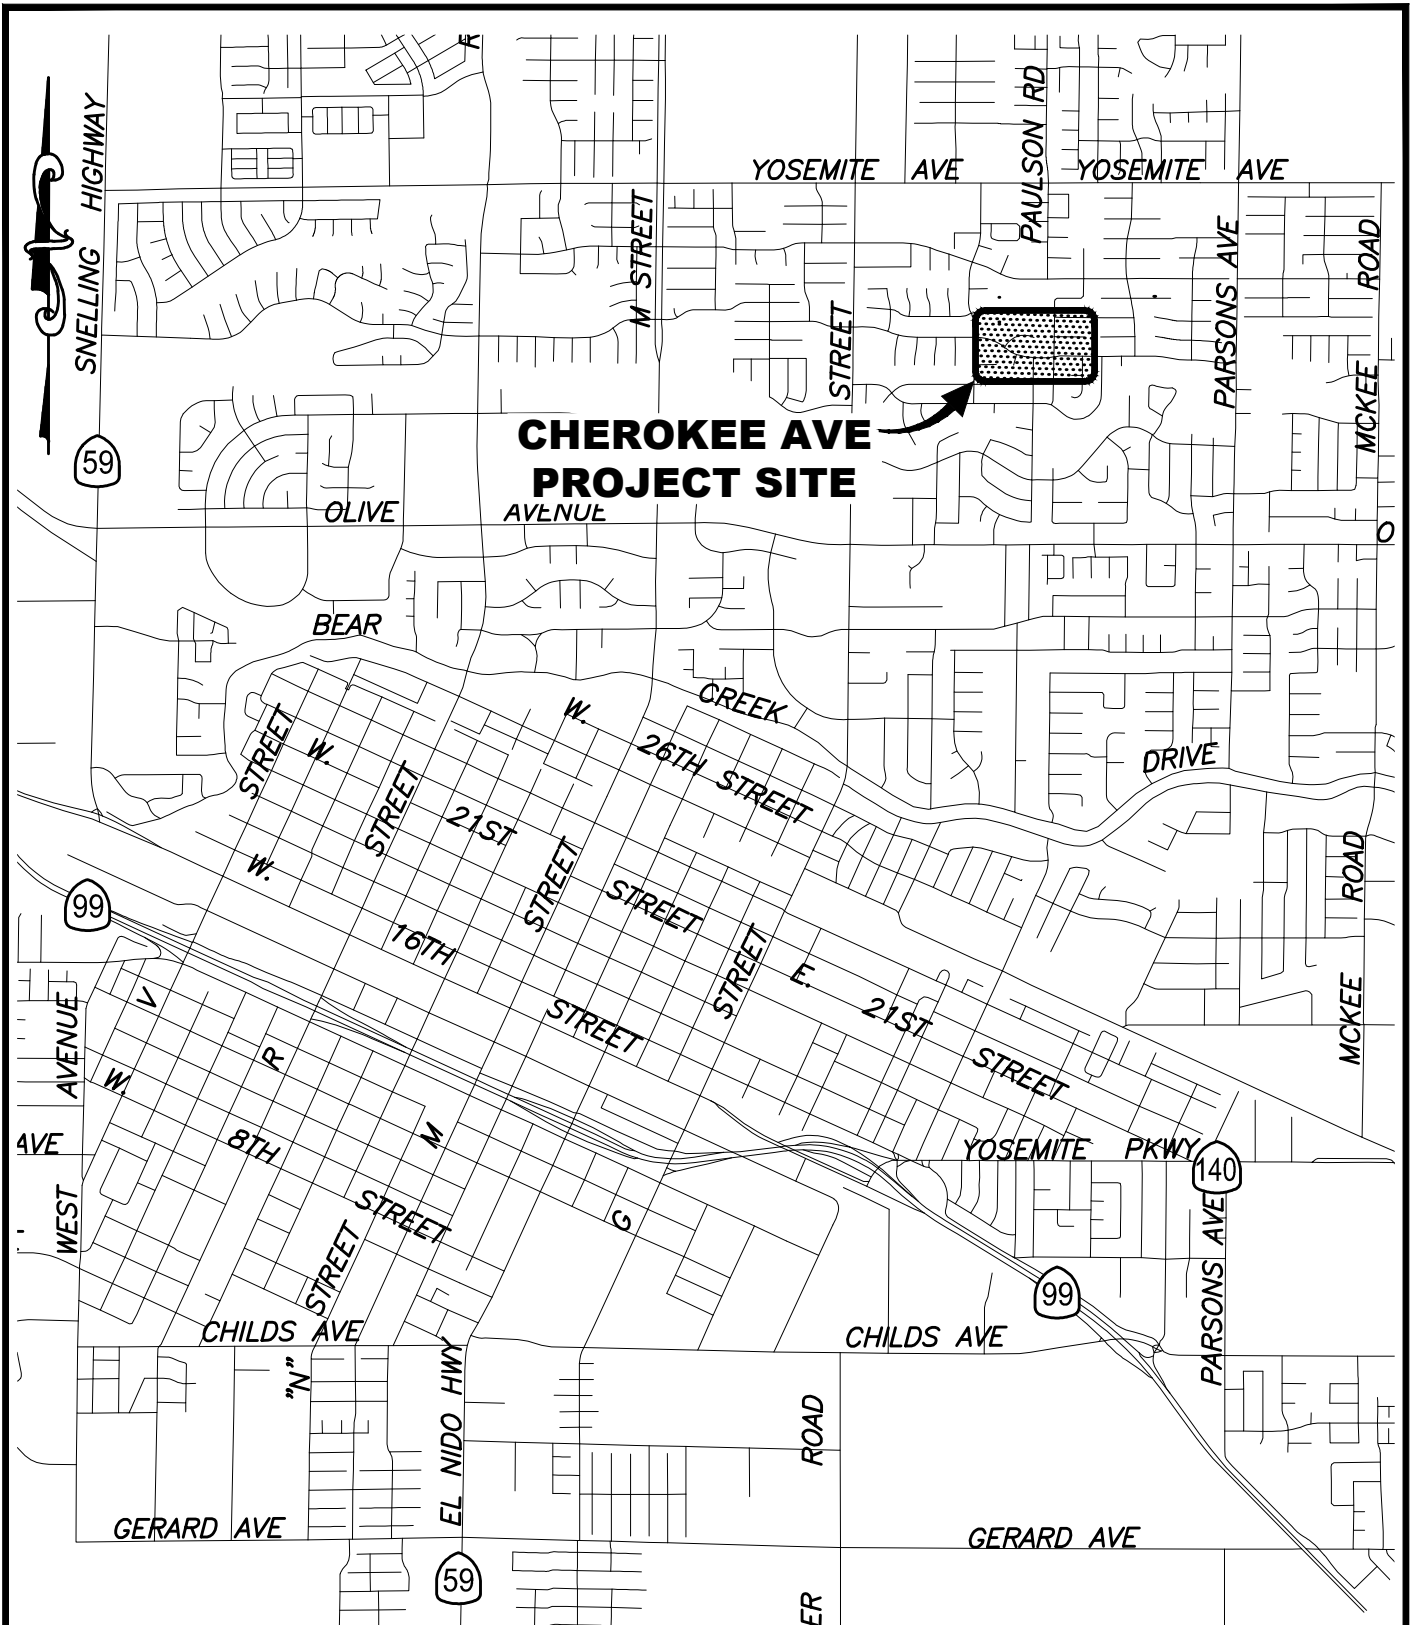 R
SNELLING HIGHWAY
PAULSON RD
YOSEMITE AVE
YOSEMITE AVE
M STREET
STREET
PARSONS AVE
MCKEE ROAD
59
CHEROKEE AVE
PROJECT SITE
OLIVE AVENUE
O
BEAR CREEK DRIVE
STREET
STREET
STREET
STREET
W. 26TH STREET
W. 21ST STREET
W. 16TH STREET
E. 21ST STREET
MCKEE ROAD
99
WEST AVENUE
AVE
V
R
M
G
W. 8TH STREET
STREET
YOSEMITE PKWY
140
PARSONS AVE
99
CHILDS AVE
CHILDS AVE
"N"
EL NIDO HWY
ROAD
GERARD AVE
GERARD AVE
59
ER